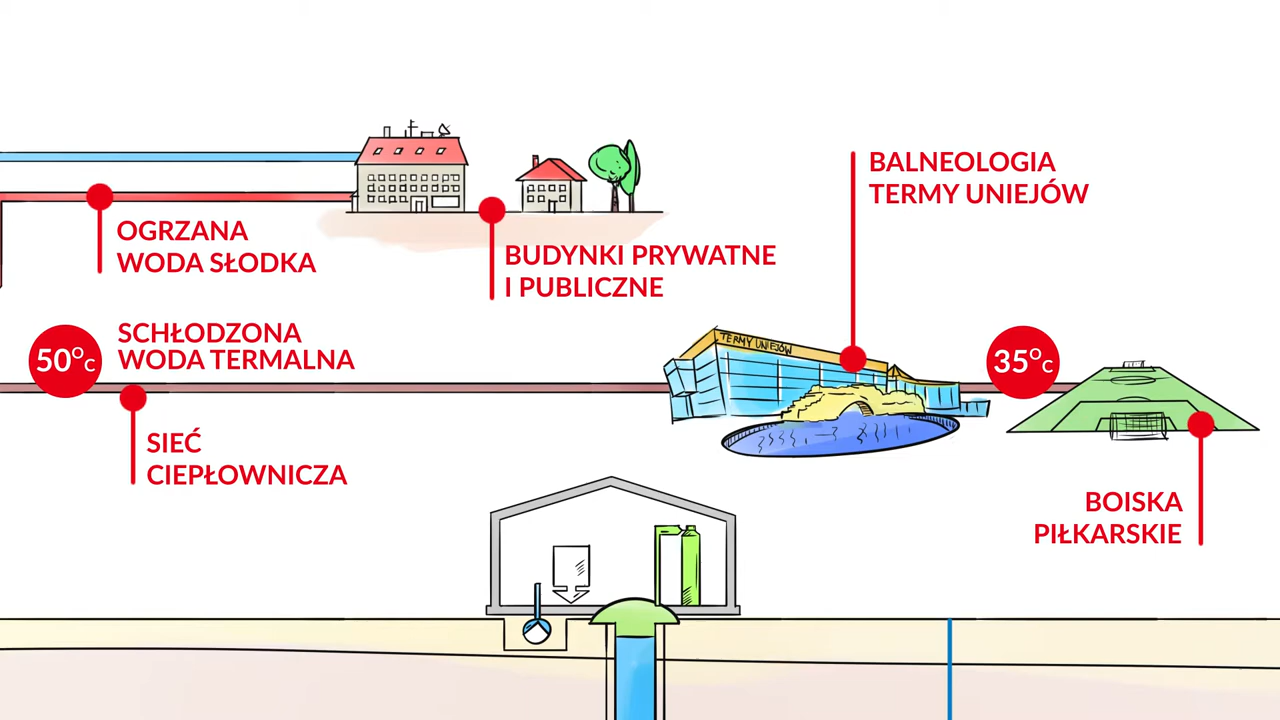 BALNEOLOGIA
TERMY UNIEJÓW
OGRZANA
WODA SŁODKA
BUDYNKI PRYWATNE
I PUBLICZNE
SCHŁODZONA
WODA TERMALNA
50°C
TERMY UNIEJÓW
35°C
SIEĆ
CIEPŁOWNICZA
BOISKA
PIŁKARSKIE